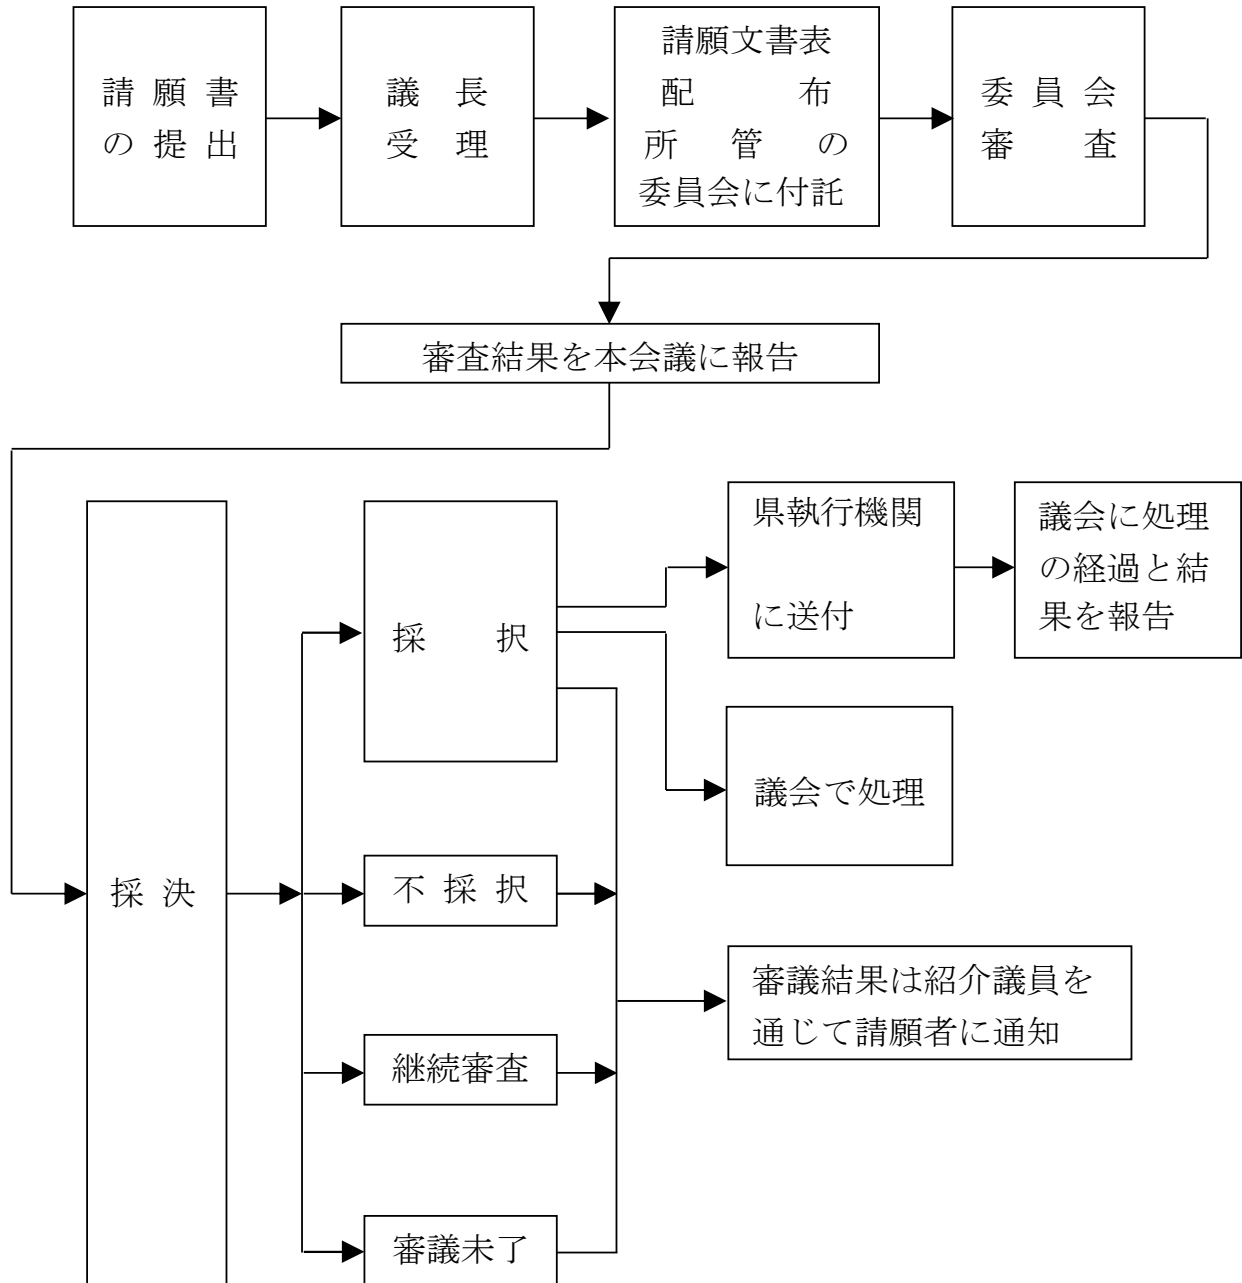 請願書
の提出
議長
受理
請願文書表
配布
所管の
委員会に付託
委員会
審査
審査結果を本会議に報告
採決
採択
県執行機関
に送付
議会に処理
の経過と結
果を報告
議会で処理
不採択
審議結果は紹介議員を
通じて請願者に通知
継続審査
審議未了